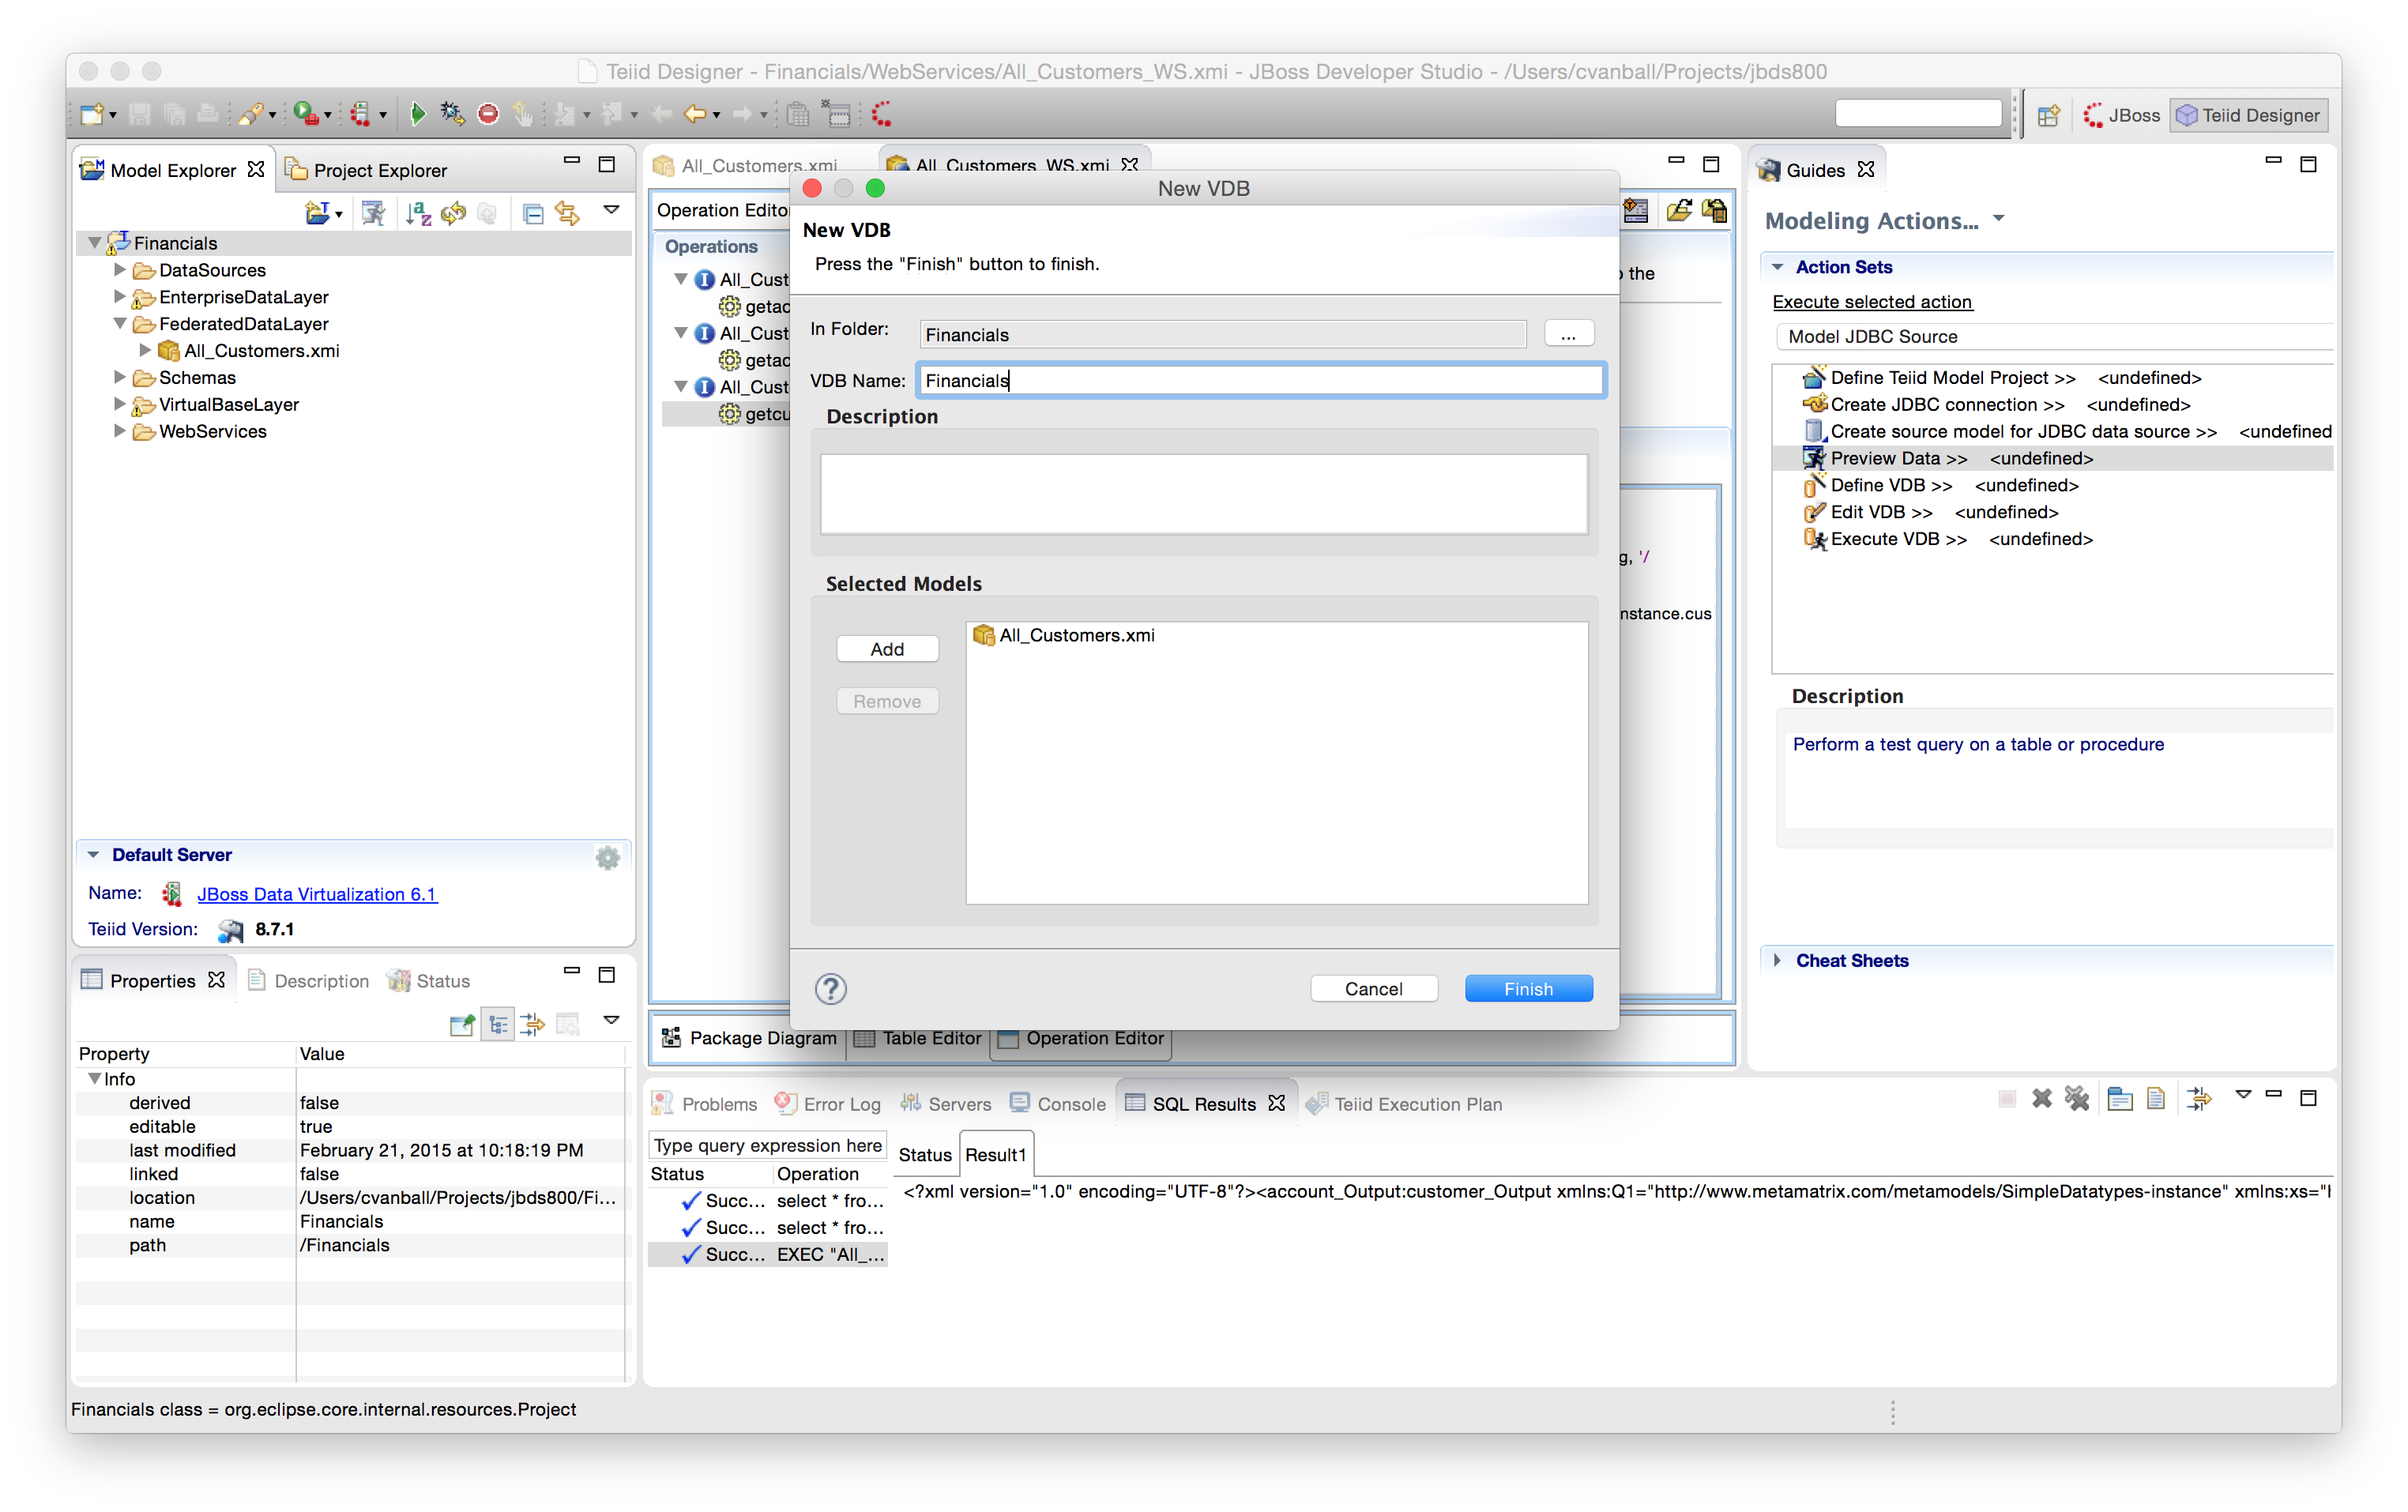 Teiid Designer - Financials/WebServices/All_Customers_WS.xmi - JBoss Developer Studio - /Users/cvanball/Projects/jbds800
JBoss
Teiid Designer
Model Explorer
Project Explorer
Financials
DataSources
EnterpriseDataLayer
FederatedDataLayer
All_Customers.xmi
Schemas
VirtualBaseLayer
WebServices
Default Server
Name: JBoss Data Virtualization 6.1
Teiid Version: 8.7.1
Properties
Description
Status
Property Value
Info
derived false
editable true
last modified February 21, 2015 at 10:18:19 PM
linked false
location /Users/cvanball/Projects/jbds800/Fi...
name Financials
path /Financials
Financials class = org.eclipse.core.internal.resources.Project
All_Customers.xmi
All_Customers_WS.xmi
Operation Edito
Operations
All_Cust
getac
All_Cust
getac
All_Cust
getcu
the
g, '/
nstance.cus
New VDB
New VDB
Press the "Finish" button to finish.
In Folder: Financials ...
VDB Name: Financials
Description
Selected Models
Add
Remove
All_Customers.xmi
?
Cancel
Finish
Package Diagram
Table Editor
Operation Editor
Problems
Error Log
Servers
Console
SQL Results
Teiid Execution Plan
Type query expression here
Status Operation
Succ... select * fro...
Succ... select * fro...
Succ... EXEC "All_...
Status
Result1
<?xml version="1.0" encoding="UTF-8"?><account_Output:customer_Output xmlns:Q1="http://www.metamatrix.com/metamodels/SimpleDatatypes-instance" xmlns:xs="h
Guides
Modeling Actions...
Action Sets
Execute selected action
Model JDBC Source
Define Teiid Model Project >> <undefined>
Create JDBC connection >> <undefined>
Create source model for JDBC data source >> <undefined
Preview Data >> <undefined>
Define VDB >> <undefined>
Edit VDB >> <undefined>
Execute VDB >> <undefined>
Description
Perform a test query on a table or procedure
Cheat Sheets